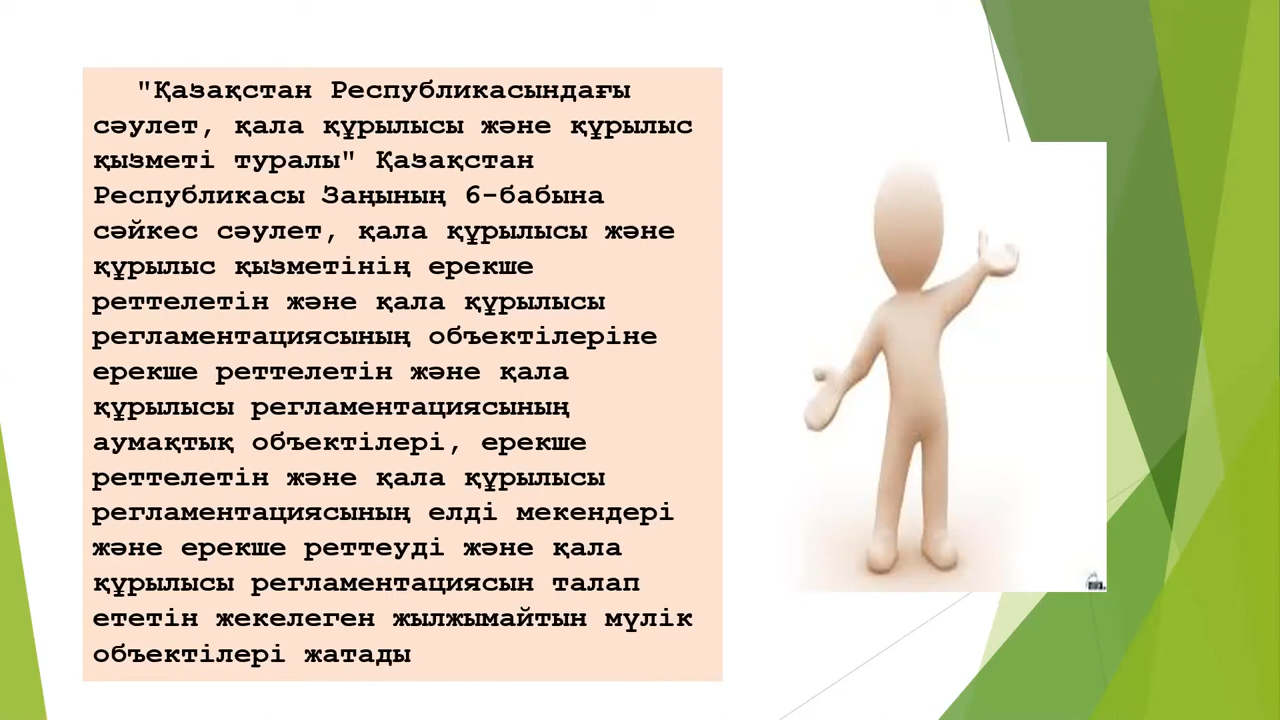 "Қазақстан Республикасындағы
сәулет, қала құрылысы және құрылыс
қызметі туралы" Қазақстан
Республикасы Заңының 6-бабына
сәйкес сәулет, қала құрылысы және
құрылыс қызметінің ерекше
реттелетін және қала құрылысы
регламентациясының объектілеріне
ерекше реттелетін және қала
құрылысы регламентациясының
аумақтық объектілері, ерекше
реттелетін және қала құрылысы
регламентациясының елді мекендері
және ерекше реттеуді және қала
құрылысы регламентациясын талап
ететін жекелеген жылжымайтын мүлік
объектілері жатады